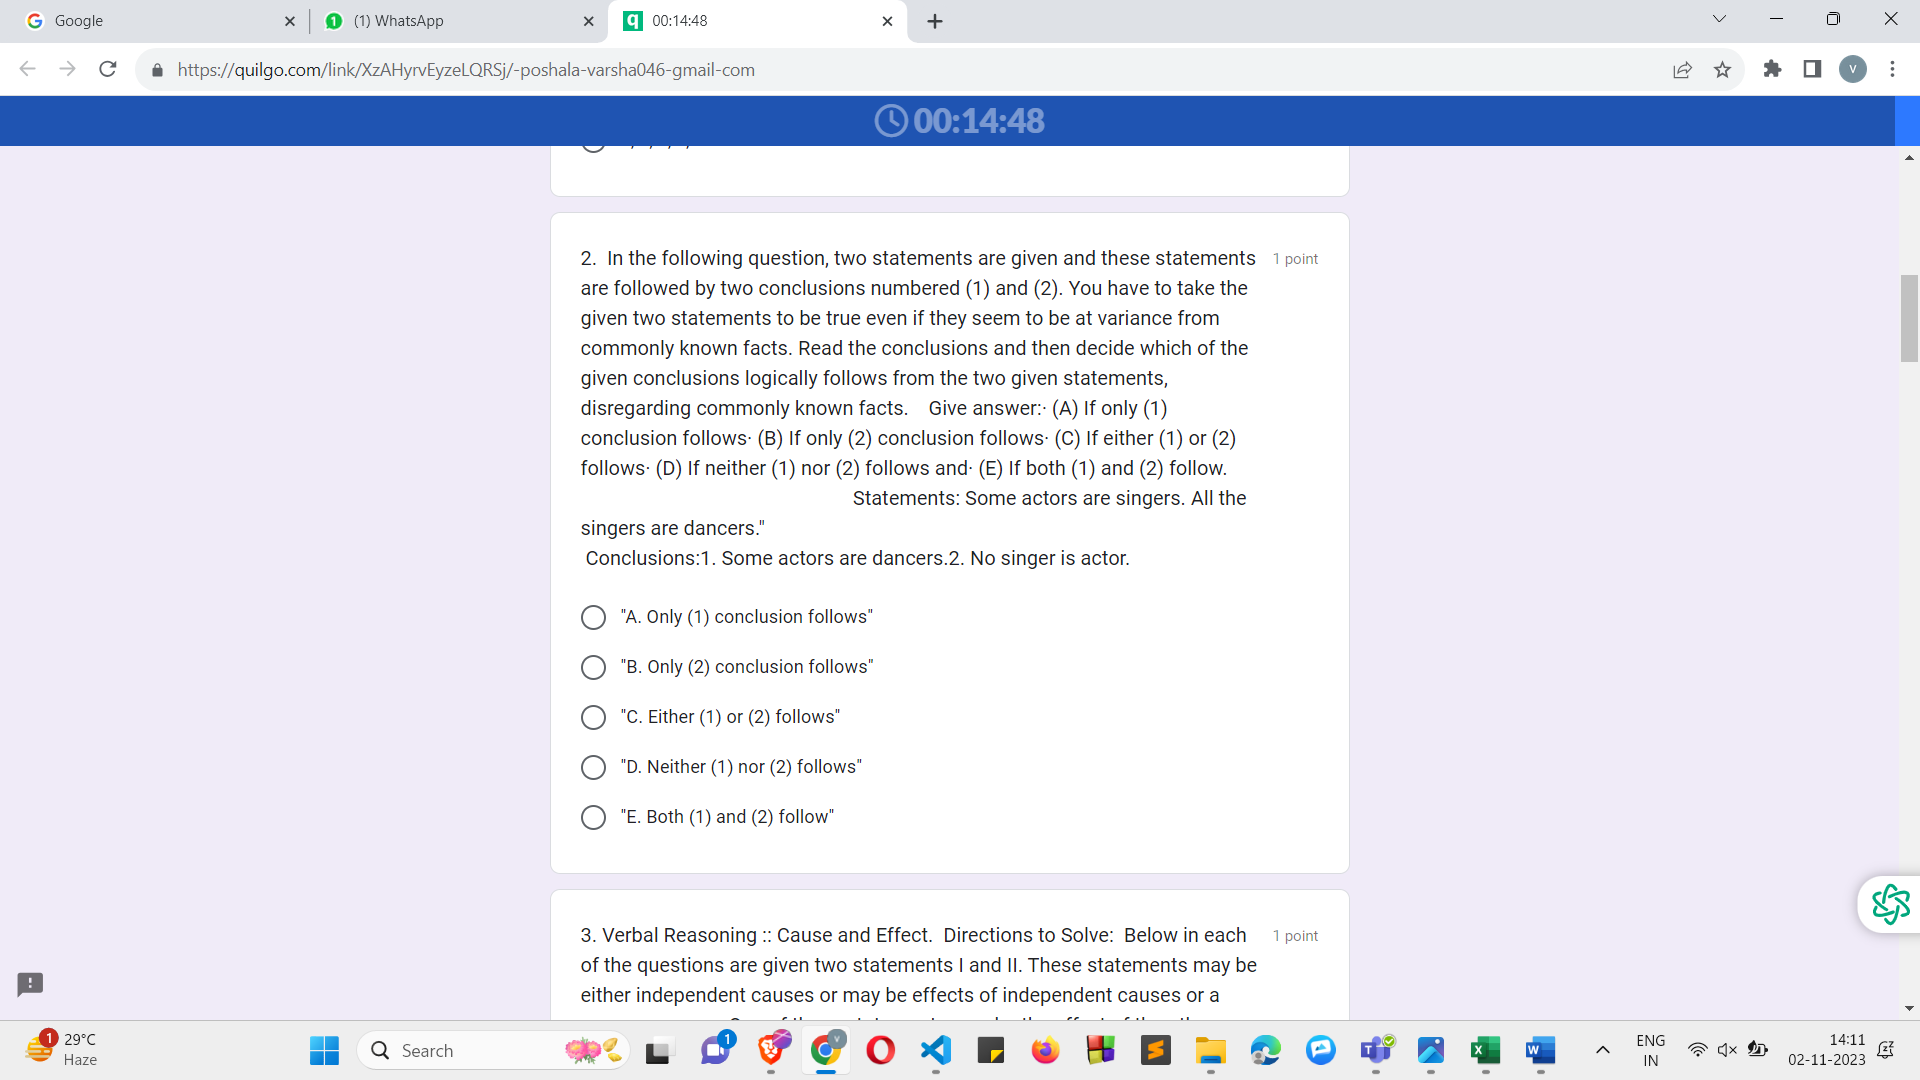 Google
(1) WhatsApp
00:14:48
https://quilgo.com/link/XzAHyrvEyzeLQRSj/-poshala-varsha046-gmail-com
V
00:14:48
2.  In the following question, two statements are given and these statements
1 point
are followed by two conclusions numbered (1) and (2). You have to take the
given two statements to be true even if they seem to be at variance from
commonly known facts. Read the conclusions and then decide which of the
given conclusions logically follows from the two given statements,
disregarding commonly known facts.    Give answer:· (A) If only (1)
conclusion follows· (B) If only (2) conclusion follows· (C) If either (1) or (2)
follows· (D) If neither (1) nor (2) follows and· (E) If both (1) and (2) follow.
Statements: Some actors are singers. All the
singers are dancers."
Conclusions:1. Some actors are dancers.2. No singer is actor.
"A. Only (1) conclusion follows"
"B. Only (2) conclusion follows"
"C. Either (1) or (2) follows"
"D. Neither (1) nor (2) follows"
"E. Both (1) and (2) follow"
3. Verbal Reasoning :: Cause and Effect.  Directions to Solve:  Below in each
1 point
of the questions are given two statements I and II. These statements may be
either independent causes or may be effects of independent causes or a
1
29°C
Haze
Search
1
ENG
IN
14:11
02-11-2023